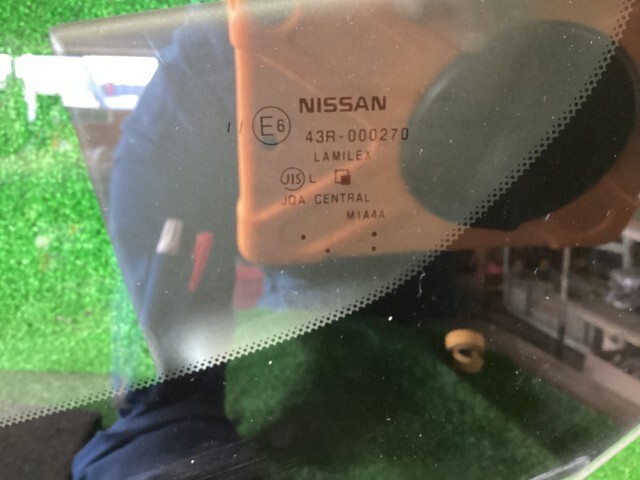 NISSAN
// E6 43R-000270
LAMILEX
JIS L
JQA CENTRAL
M1A4A